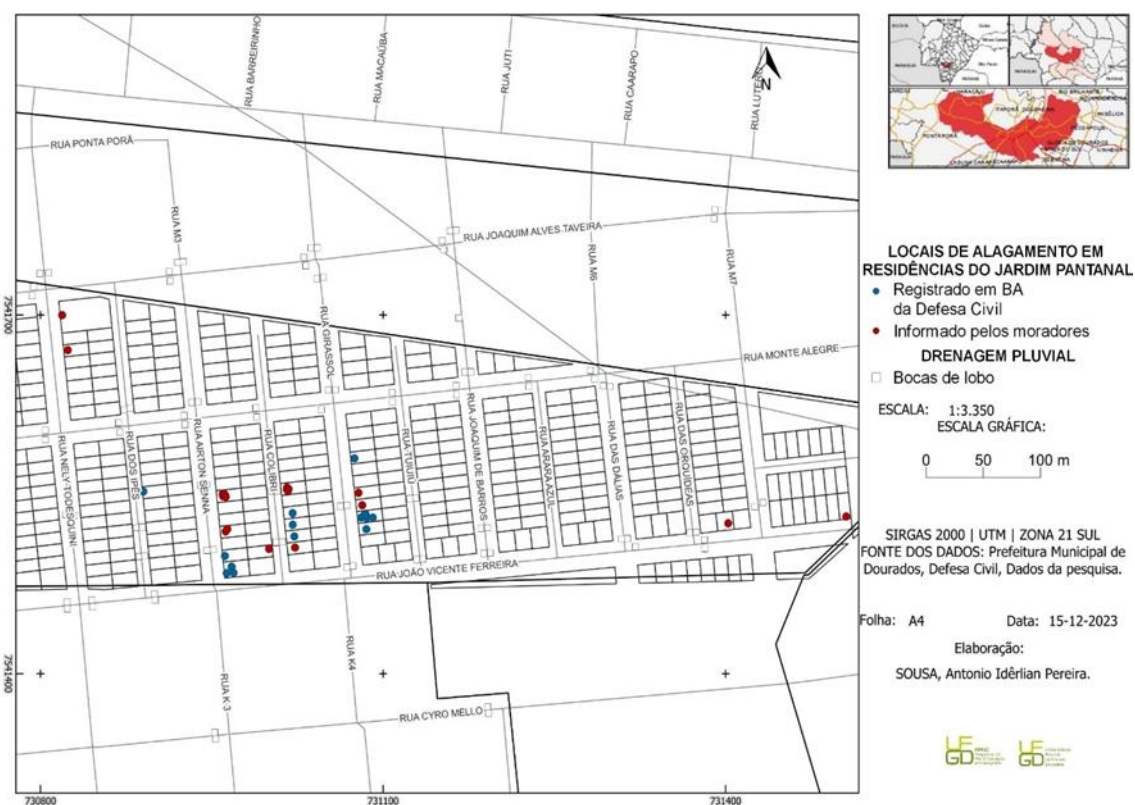 RUA BARREIRINHO
RUA MACAÚBA
RUA JUTI
RUA CAARAPO
RUA LUTERO
N
RUA PONTA PORÃ
RUA M3
RUA JOAQUIM ALVES TAVEIRA
RUA M6
RUA M7
RUA GIRASSOL
RUA MONTE ALEGRE
RUA NELY TODESQUINI
RUA DOS IPÊS
RUA AIRTON SENNA
RUA COLIBRI
RUA TUIUIÚ
RUA JOAQUIM DE BARROS
RUA ARARA AZUL
RUA DAS DÁLIAS
RUA DAS ORQUÍDEAS
RUA JOÃO VICENTE FERREIRA
RUA K 3
RUA K4
RUA CYRO MELLO
7541700
7541400
730800
731100
731400
LOCAIS DE ALAGAMENTO EM
RESIDÊNCIAS DO JARDIM PANTANAL
Registrado em BA
da Defesa Civil
Informado pelos moradores
DRENAGEM PLUVIAL
Bocas de lobo
ESCALA: 1:3.350
ESCALA GRÁFICA:
0 50 100 m
SIRGAS 2000 | UTM | ZONA 21 SUL
FONTE DOS DADOS: Prefeitura Municipal de
Dourados, Defesa Civil, Dados da pesquisa.
Folha: A4 Data: 15-12-2023
Elaboração:
SOUSA, Antonio Idêrlian Pereira.
UFGD
UFGD